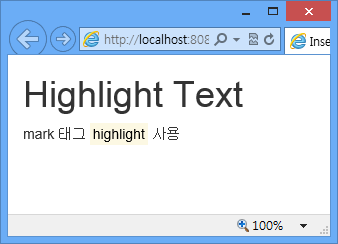 http://localhost:808
Inse
Highlight Text
mark 태그 highlight 사용
100%